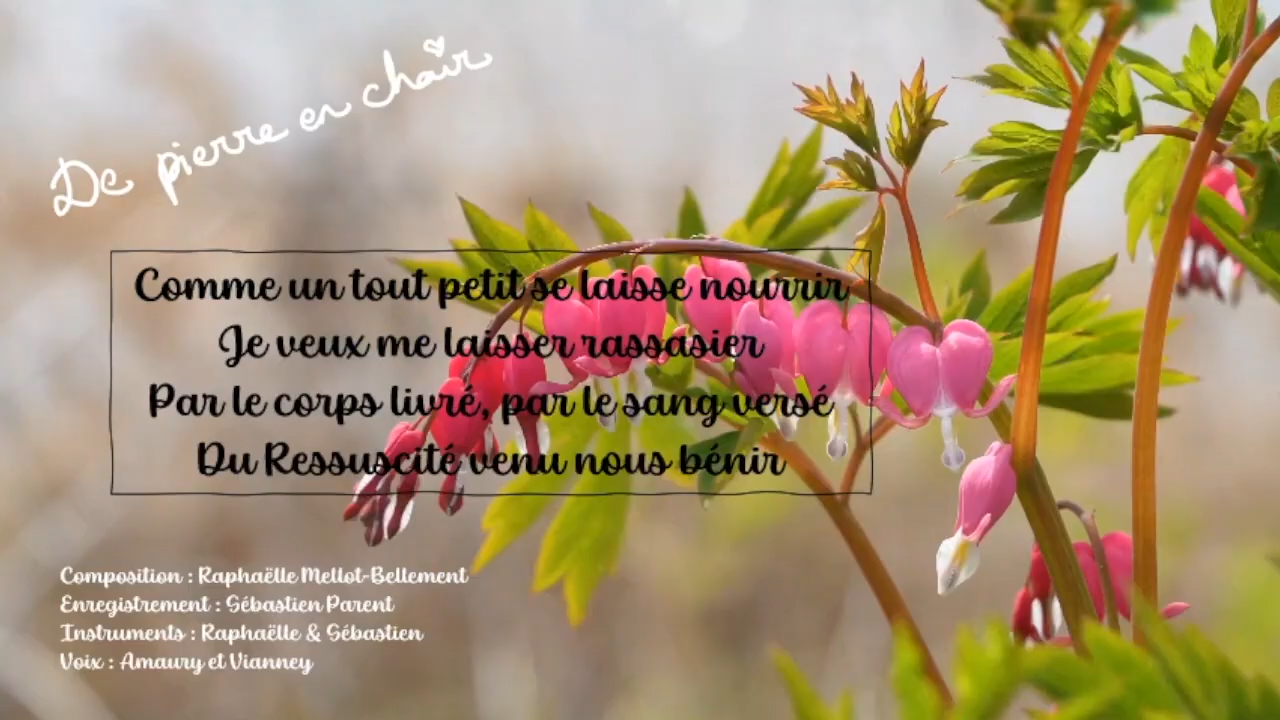 De pierre en chair
Comme un tout petit se laisse nourrir
Je veux me laisser rassasier
Par le corps livré, par le sang versé
Du Ressuscité venu nous bénir
Composition : Raphaëlle Mellot-Bellement
Enregistrement : Sébastien Parent
Instruments : Raphaëlle & Sébastien
Voix : Amaury et Vianney